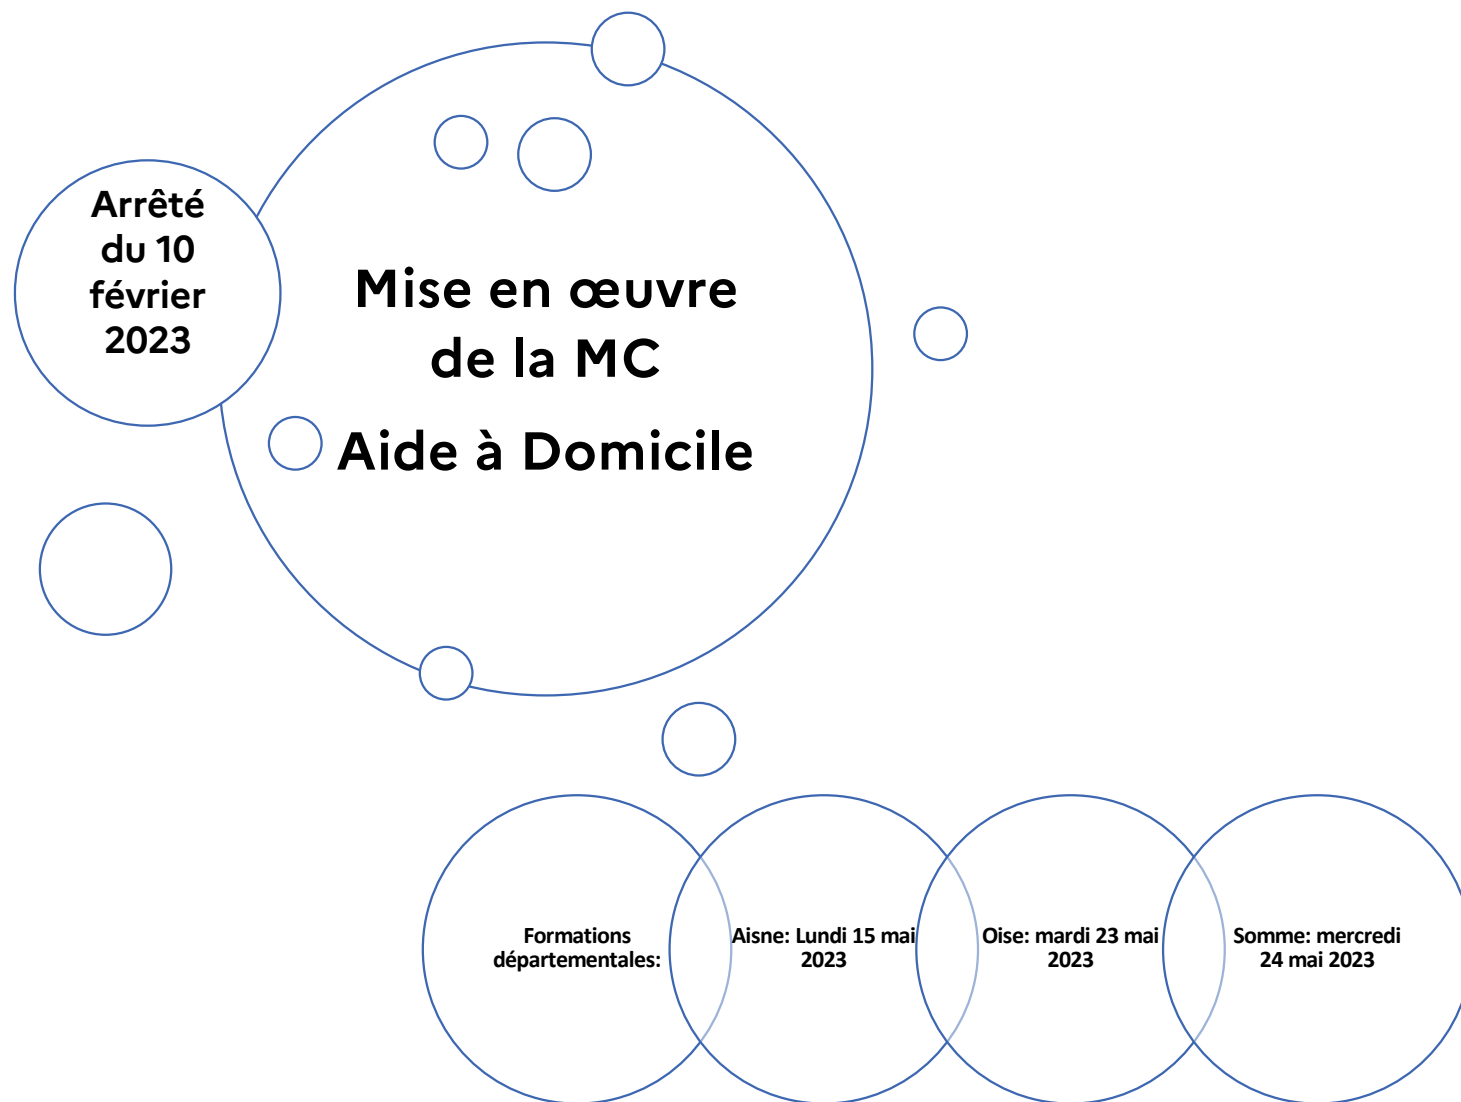 Arrêté
du 10
février
2023
Mise en œuvre
de la MC
Aide à Domicile
Formations
départementales:
Aisne: Lundi 15 mai
2023
Oise: mardi 23 mai
2023
Somme: mercredi
24 mai 2023